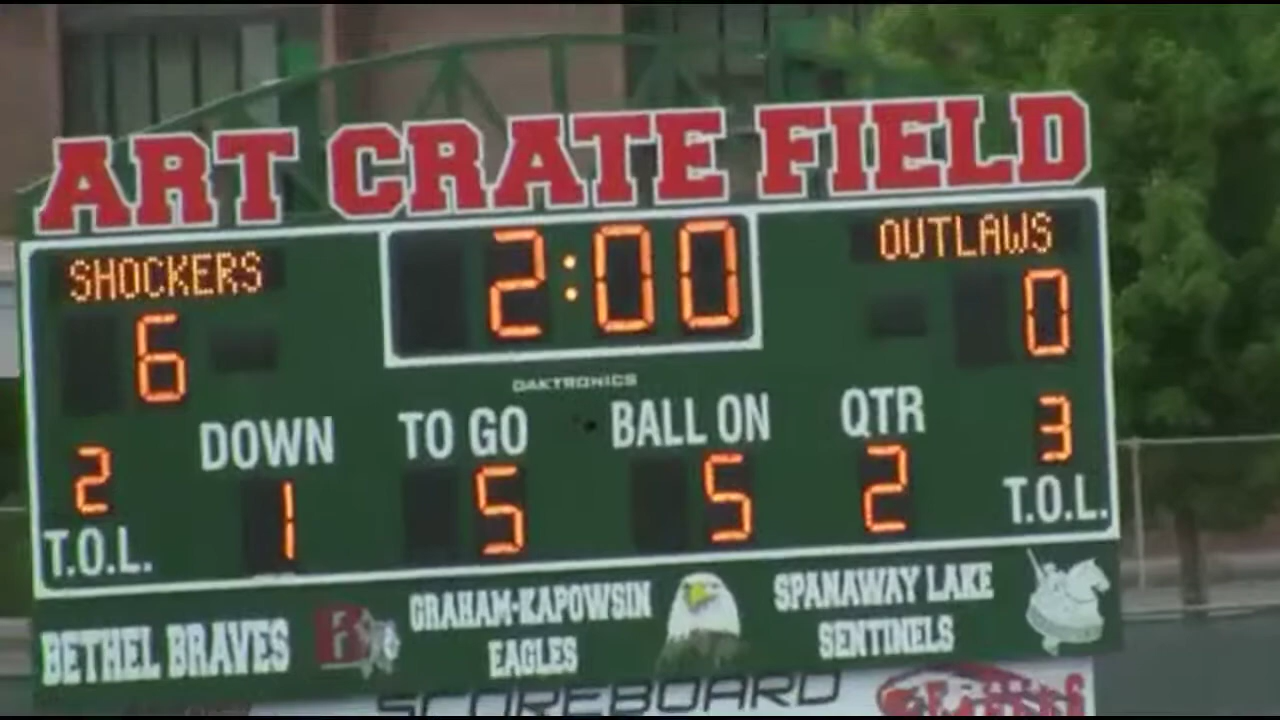 ART CRATE FIELD
SHOCKERS 2:00 OUTLAWS
6 0
DAKTRONICS
DOWN TO GO BALL ON QTR
2 1 5 5 2 3
T.O.L. T.O.L.
BETHEL BRAVES
GRAHAM-KAPOWSIN
EAGLES
SPANAWAY LAKE
SENTINELS
SCOREBOARD